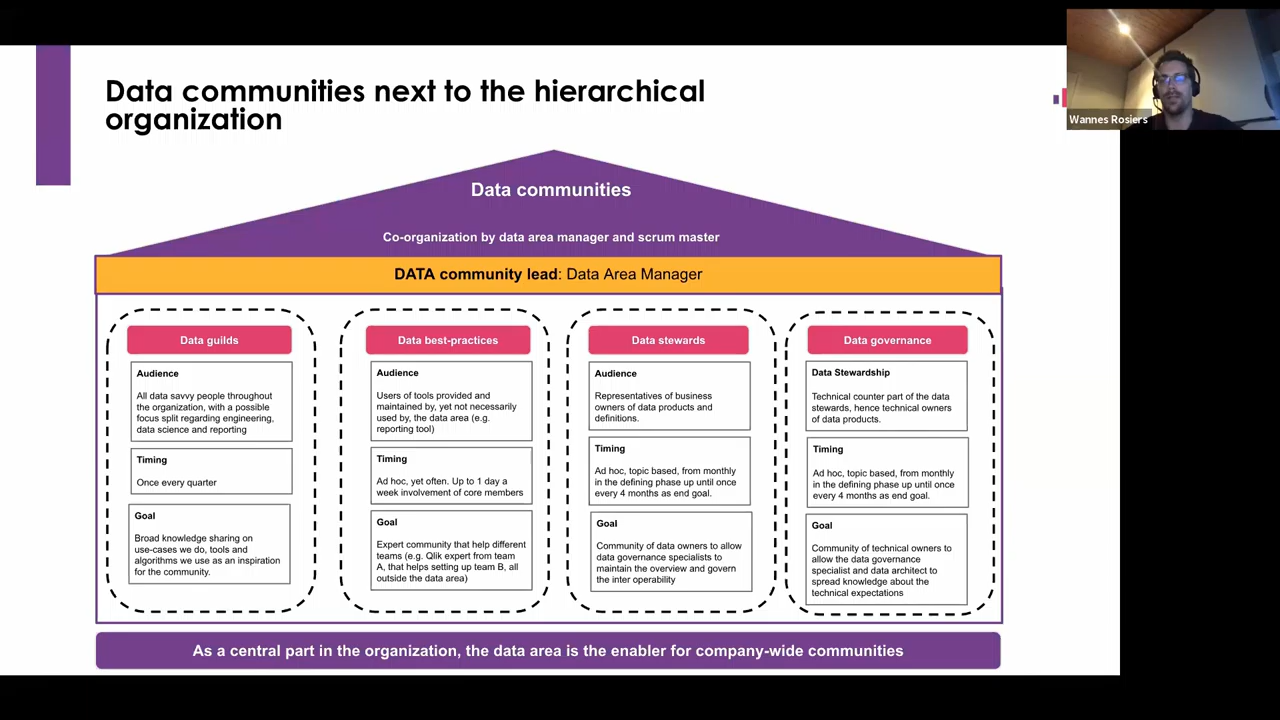 Data communities next to the hierarchical
organization
Wannes Rosiers
Data communities
Co-organization by data area manager and scrum master
DATA community lead: Data Area Manager
Data guilds
Audience
All data savvy people throughout
the organization, with a possible
focus split regarding engineering,
data science and reporting
Timing
Once every quarter
Goal
Broad knowledge sharing on
use-cases we do, tools and
algorithms we use as an inspiration
for the community.
Data best-practices
Audience
Users of tools provided and
maintained by, yet not necessarily
used by, the data area (e.g.
reporting tool)
Timing
Ad hoc, yet often. Up to 1 day a
week involvement of core members
Goal
Expert community that help different
teams (e.g. Qlik expert from team
A, that helps setting up team B, all
outside the data area)
Data stewards
Audience
Representatives of business
owners of data products and
definitions.
Timing
Ad hoc, topic based, from monthly
in the defining phase up until once
every 4 months as end goal.
Goal
Community of data owners to allow
data governance specialists to
maintain the overview and govern
the inter operability
Data governance
Data Stewardship
Technical counter part of the data
stewards, hence technical owners
of data products.
Timing
Ad hoc, topic based, from monthly
in the defining phase up until once
every 4 months as end goal.
Goal
Community of technical owners to
allow the data governance
specialist and data architect to
spread knowledge about the
technical expectations
As a central part in the organization, the data area is the enabler for company-wide communities